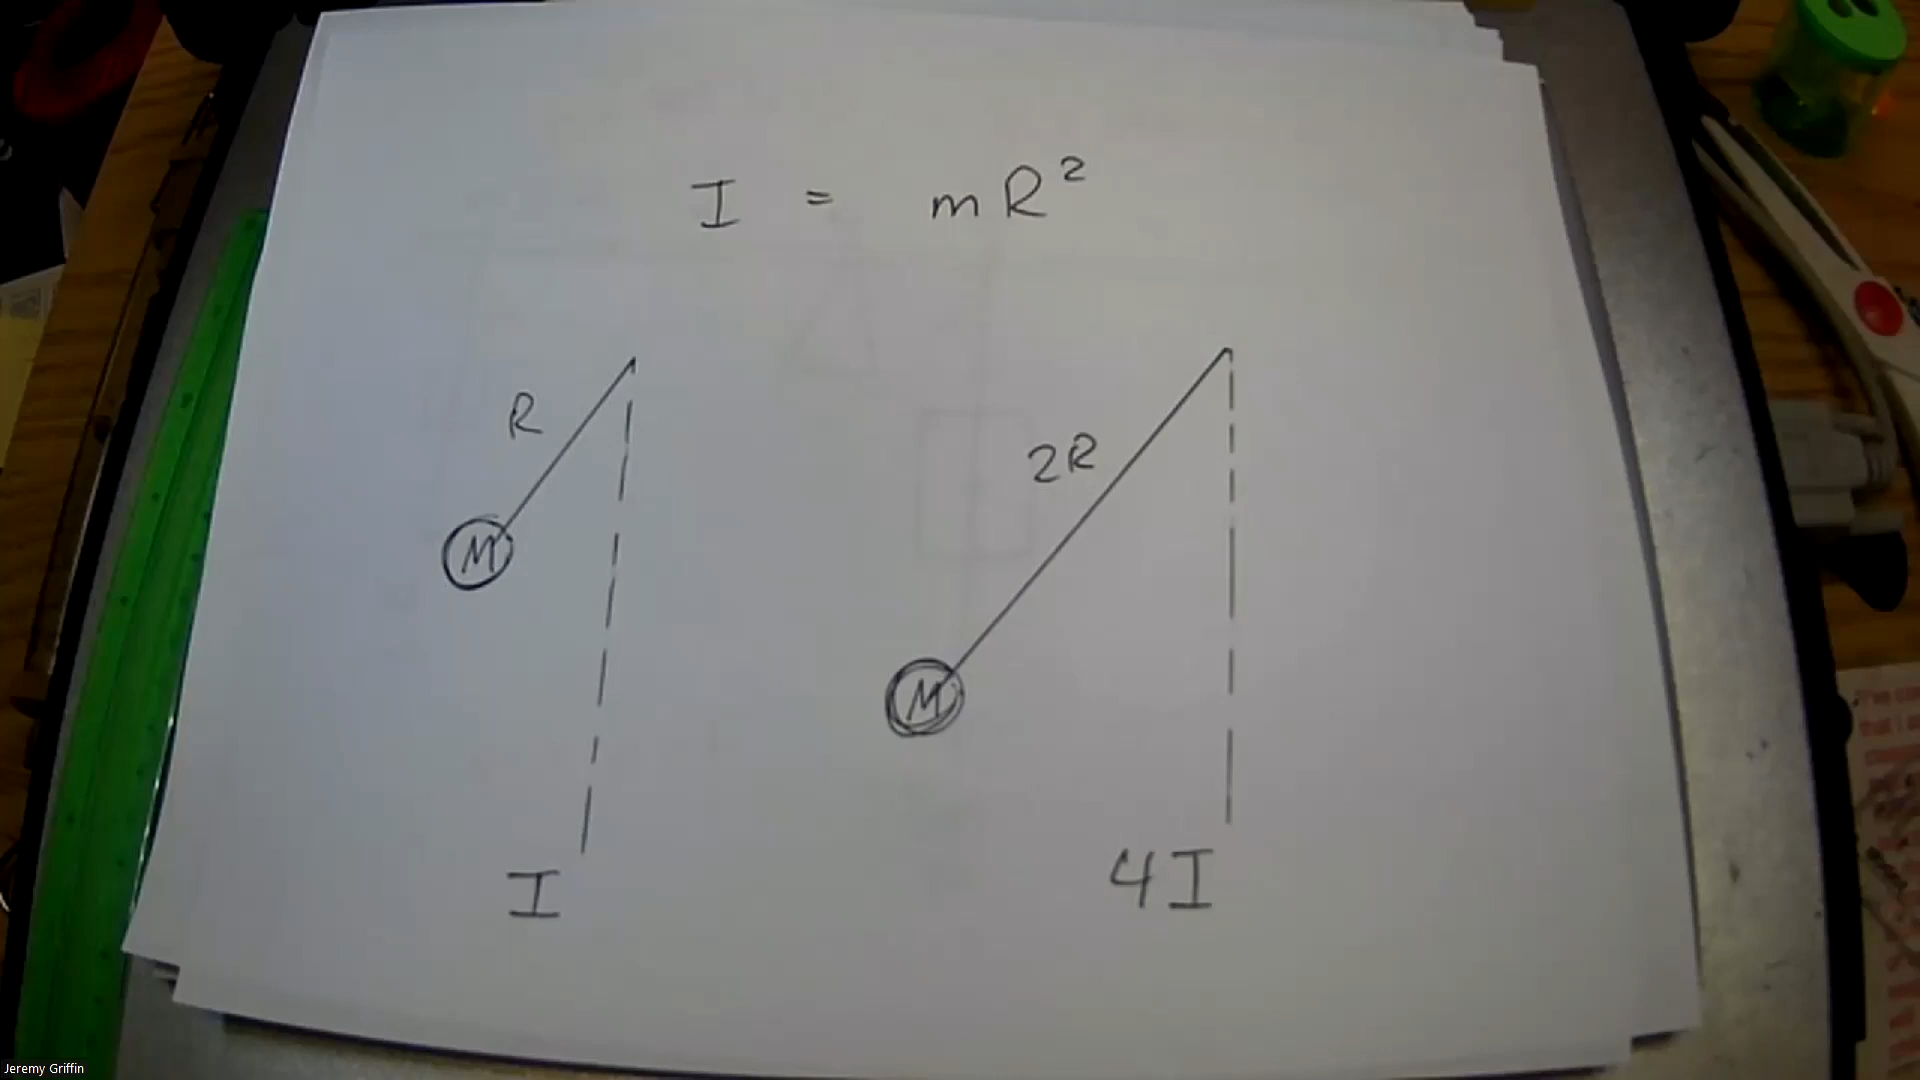 I = mR²
R
2R
M
M
I
4I
Jeremy Griffin